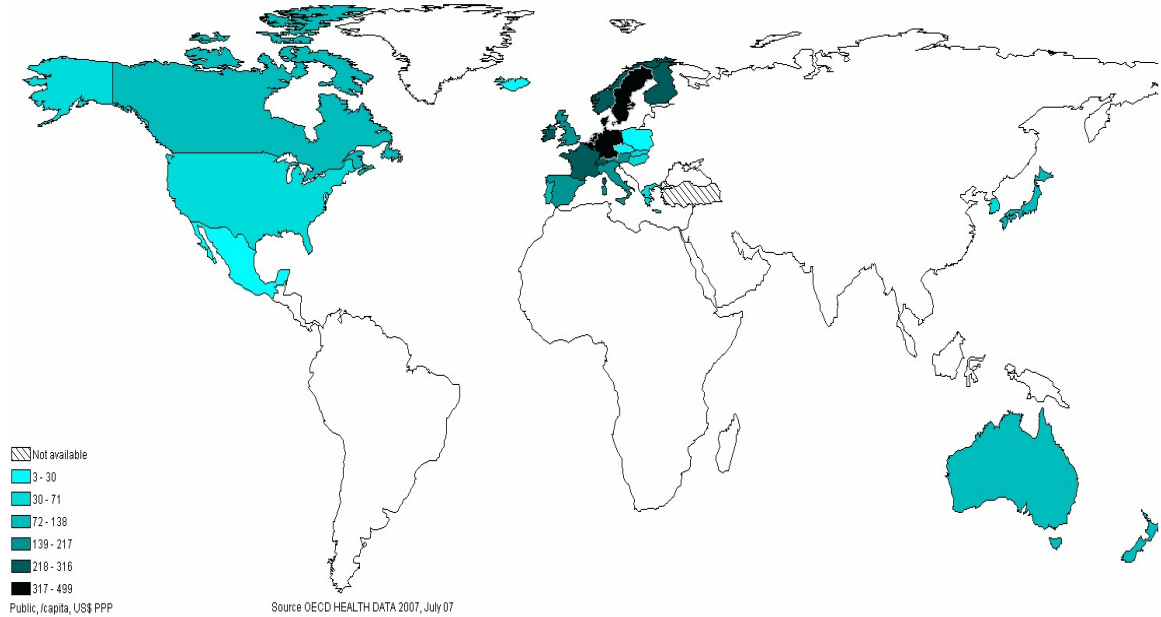 Not available
3 - 30
30 - 71
72 - 138
139 - 217
218 - 316
317 - 499
Public, /capita, US$ PPP
Source OECD HEALTH DATA 2007, July 07